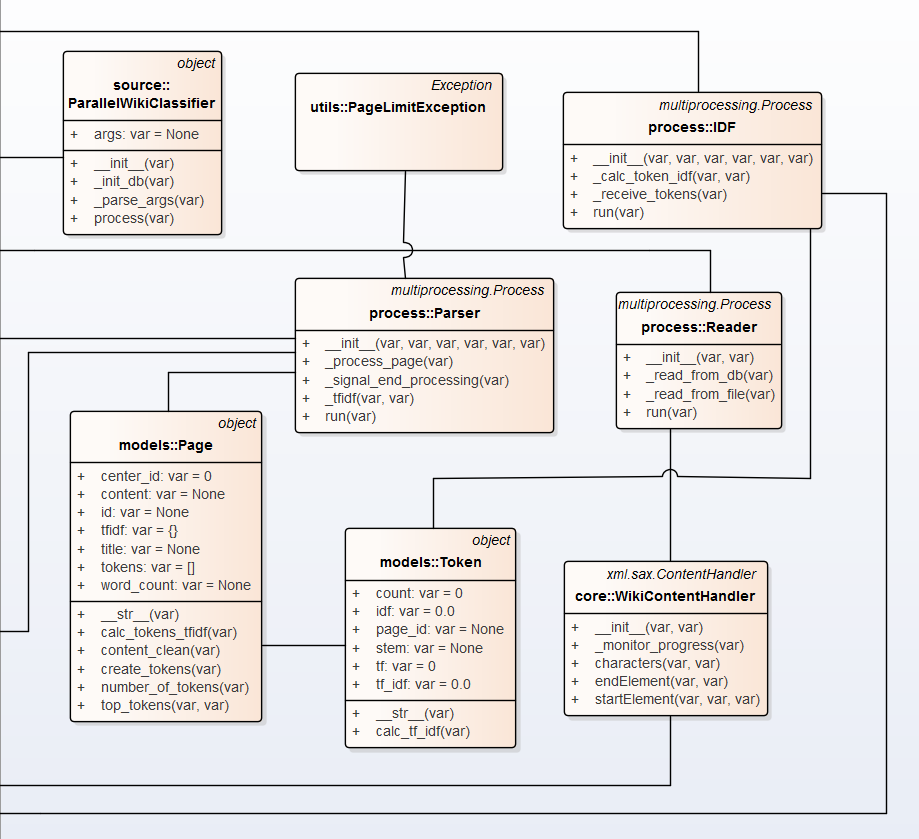 object
source::
ParallelWikiClassifier
+ args: var = None
+ __init__(var)
+ _init_db(var)
+ _parse_args(var)
+ process(var)
Exception
utils::PageLimitException
multiprocessing.Process
process::IDF
+ __init__(var, var, var, var, var, var)
+ _calc_token_idf(var, var)
+ _receive_tokens(var)
+ run(var)
multiprocessing.Process
process::Parser
+ __init__(var, var, var, var, var, var)
+ _process_page(var)
+ _signal_end_processing(var)
+ _tfidf(var, var)
+ run(var)
multiprocessing.Process
process::Reader
+ __init__(var, var)
+ _read_from_db(var)
+ _read_from_file(var)
+ run(var)
object
models::Page
+ center_id: var = 0
+ content: var = None
+ id: var = None
+ tfidf: var = {}
+ title: var = None
+ tokens: var = []
+ word_count: var = None
+ __str__(var)
+ calc_tokens_tfidf(var)
+ content_clean(var)
+ create_tokens(var)
+ number_of_tokens(var)
+ top_tokens(var, var)
object
models::Token
+ count: var = 0
+ idf: var = 0.0
+ page_id: var = None
+ stem: var = None
+ tf: var = 0
+ tf_idf: var = 0.0
+ __str__(var)
+ calc_tf_idf(var)
xml.sax.ContentHandler
core::WikiContentHandler
+ __init__(var, var)
+ _monitor_progress(var)
+ characters(var, var)
+ endElement(var, var)
+ startElement(var, var, var)